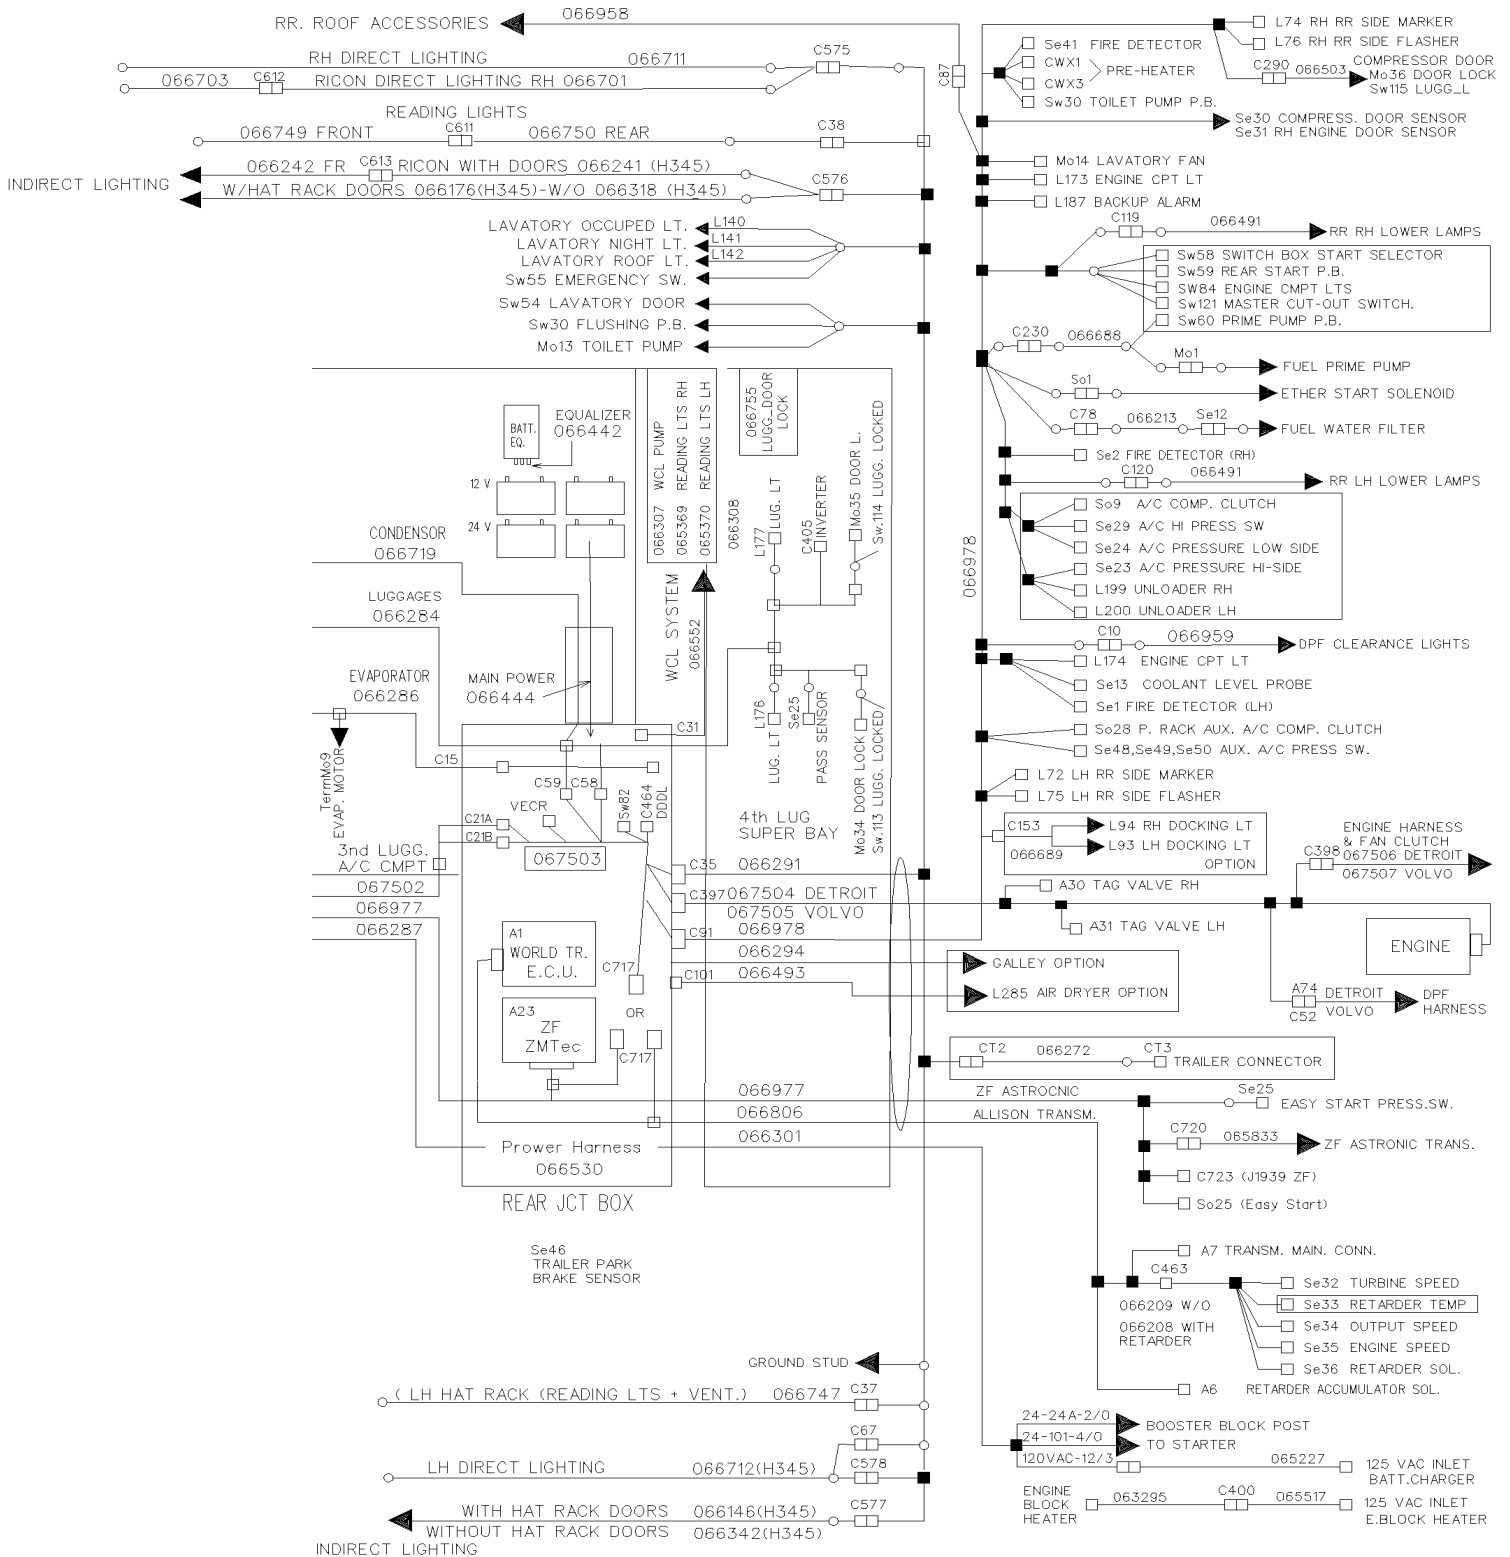 RR. ROOF ACCESSORIES
066958
RH DIRECT LIGHTING 066711
C575
066703 C612 RICON DIRECT LIGHTING RH 066701
READING LIGHTS
066749 FRONT C611 066750 REAR C38
INDIRECT LIGHTING
066242 FR C613 RICON WITH DOORS 066241 (H345)
W/HAT RACK DOORS 066176(H345)-W/O 066318 (H345)
C576
LAVATORY OCCUPED LT. L140
LAVATORY NIGHT LT. L141
LAVATORY ROOF LT. L142
Sw55 EMERGENCY SW.
Sw54 LAVATORY DOOR
Sw30 FLUSHING P.B.
Mo13 TOILET PUMP
C87
Se41 FIRE DETECTOR
CWX1
PRE-HEATER
CWX3
Sw30 TOILET PUMP P.B.
L74 RH RR SIDE MARKER
L76 RH RR SIDE FLASHER
C290 066503
COMPRESSOR DOOR
Mo36 DOOR LOCK
Sw115 LUGG_L
Se30 COMPRESS. DOOR SENSOR
Se31 RH ENGINE DOOR SENSOR
Mo14 LAVATORY FAN
L173 ENGINE CPT LT
L187 BACKUP ALARM
C119 066491
RR RH LOWER LAMPS
Sw58 SWITCH BOX START SELECTOR
Sw59 REAR START P.B.
SW84 ENGINE CMPT LTS
Sw121 MASTER CUT-OUT SWITCH.
Sw60 PRIME PUMP P.B.
C230 066688
Mo1
FUEL PRIME PUMP
So1
ETHER START SOLENOID
C78 066213 Se12
FUEL WATER FILTER
Se2 FIRE DETECTOR (RH)
C120 066491
RR LH LOWER LAMPS
So9 A/C COMP. CLUTCH
Se29 A/C HI PRESS SW
Se24 A/C PRESSURE LOW SIDE
Se23 A/C PRESSURE HI-SIDE
L199 UNLOADER RH
L200 UNLOADER LH
066978
C10 066959
DPF CLEARANCE LIGHTS
L174 ENGINE CPT LT
Se13 COOLANT LEVEL PROBE
Se1 FIRE DETECTOR (LH)
So28 P. RACK AUX. A/C COMP. CLUTCH
Se48,Se49,Se50 AUX. A/C PRESS SW.
L72 LH RR SIDE MARKER
L75 LH RR SIDE FLASHER
C153
066689
L94 RH DOCKING LT
L93 LH DOCKING LT
OPTION
ENGINE HARNESS
& FAN CLUTCH
C398 067506 DETROIT
067507 VOLVO
A30 TAG VALVE RH
A31 TAG VALVE LH
ENGINE
GALLEY OPTION
L285 AIR DRYER OPTION
A74 DETROIT
C52 VOLVO
DPF
HARNESS
CT2 066272 CT3
TRAILER CONNECTOR
BATT.
EQ.
EQUALIZER
066442
12 V
24 V
CONDENSOR
066719
LUGGAGES
066284
EVAPORATOR
066286
MAIN POWER
066444
TermMo9
EVAP. MOTOR
066307 WCL PUMP
065369 READING LTS RH
065370 READING LTS LH
066308
WCL SYSTEM
066552
066755
LUGG_DOOR
LOCK
L177 LUG. LT
C405 INVERTER
Mo35 DOOR L.
Sw.114 LUGG. LOCKED
LUG. LT L176
PASS SENSOR Se25
Mo34 DOOR LOCK
Sw.113 LUGG. LOCKED
4th LUG
SUPER BAY
C31
C15
C59 C58
Sw82
C464
DDDL
VECR
C21A
C21B
067503
3nd LUGG.
A/C CMPT
067502
066977
066287
C35 066291
C397 067504 DETROIT
067505 VOLVO
C91 066978
066294
C101 066493
A1
WORLD TR.
E.C.U.
C717
OR
A23
ZF
ZMTec
C717
066977 ZF ASTROCNIC
066806 ALLISON TRANSM.
066301
Prower Harness
066530
REAR JCT BOX
Se46
TRAILER PARK
BRAKE SENSOR
Se25
EASY START PRESS.SW.
C720 065833
ZF ASTRONIC TRANS.
C723 (J1939 ZF)
So25 (Easy Start)
A7 TRANSM. MAIN. CONN.
C463
066209 W/O
066208 WITH
RETARDER
Se32 TURBINE SPEED
Se33 RETARDER TEMP
Se34 OUTPUT SPEED
Se35 ENGINE SPEED
Se36 RETARDER SOL.
A6 RETARDER ACCUMULATOR SOL.
GROUND STUD
( LH HAT RACK (READING LTS + VENT.) 066747 C37
C67
LH DIRECT LIGHTING 066712(H345) C578
WITH HAT RACK DOORS 066146(H345) C577
WITHOUT HAT RACK DOORS 066342(H345)
INDIRECT LIGHTING
24-24A-2/0 BOOSTER BLOCK POST
24-101-4/0 TO STARTER
120VAC-12/3 065227
125 VAC INLET
BATT.CHARGER
ENGINE
BLOCK
HEATER
063295 C400 065517
125 VAC INLET
E.BLOCK HEATER